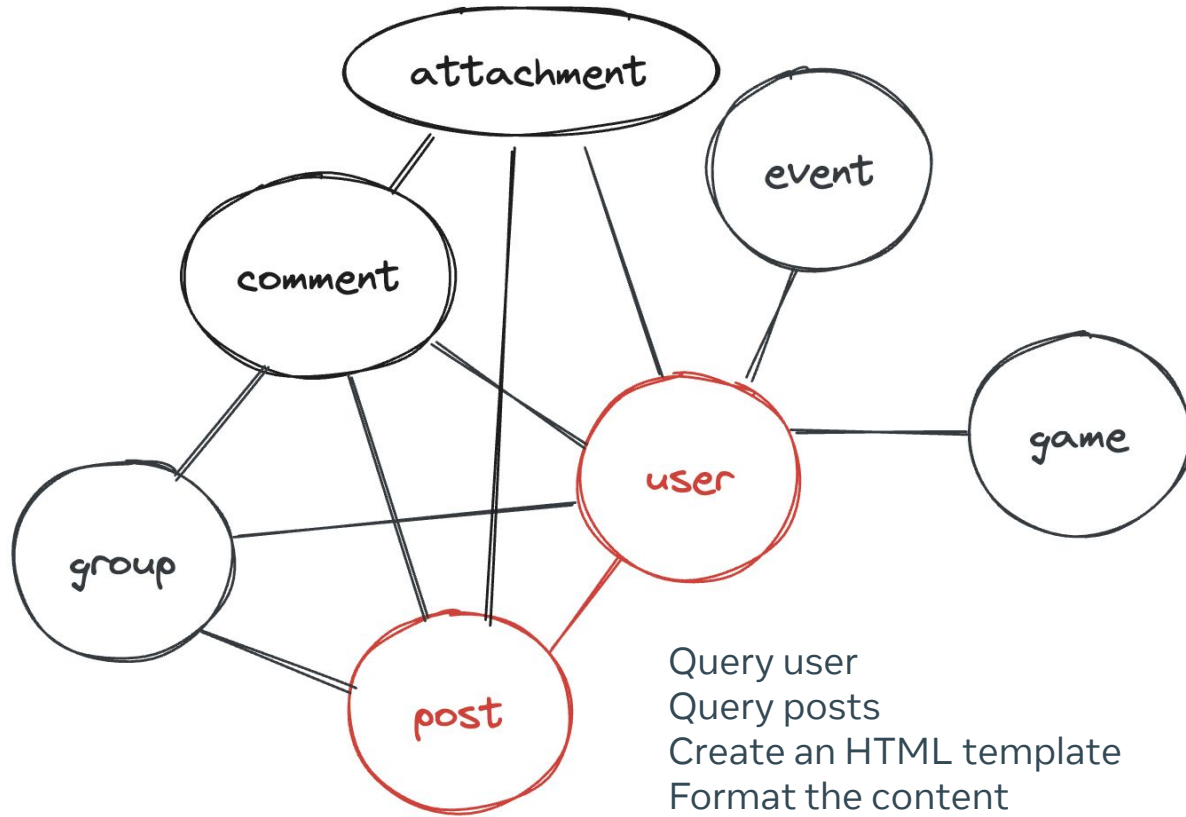 attachment
event
comment
game
user
group
post
Query user
Query posts
Create an HTML template
Format the content